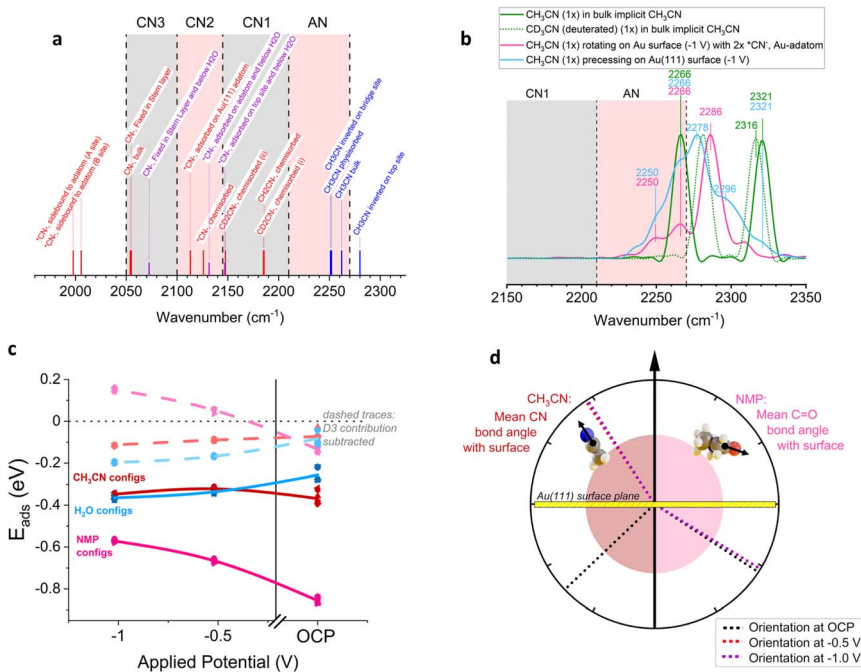 a
CN3
CN2
CN1
AN
*CN-, sidebound to adatom (A site)
*CN-, sidebound to adatom (B site)
CN-, bulk
CN-, Fixed in Stern layer
CN-, Fixed in Stern Layer and below H2O
*CN-, adsorbed on Au(111) adatom
*CN-, chemisorbed
*CN-, adsorbed on adatom and below H2O
*CN-, adsorbed on top site and below H2O
CD2CN-, chemisorbed (ii)
CH2CN-, chemisorbed
CD2CN-, chemisorbed (i)
CH3CN inverted on bridge site
CH3CN physisorbed
CH3CN bulk
CH3CN inverted on top site
2000
2050
2100
2150
2200
2250
2300
Wavenumber (cm-1)
b
CH3CN (1x) in bulk implicit CH3CN
CD3CN (deuterated) (1x) in bulk implicit CH3CN
CH3CN (1x) rotating on Au surface (-1 V) with 2x *CN-, Au-adatom
CH3CN (1x) precessing on Au(111) surface (-1 V)
CN1
AN
2266
2266
2266
2321
2321
2316
2286
2278
2250
2250
2296
2150
2200
2250
2300
2350
Wavenumber (cm-1)
c
0.2
0
-0.2
-0.4
-0.6
-0.8
Eads (eV)
dashed traces:
D3 contribution
subtracted
CH3CN configs
H2O configs
NMP
configs
-1
-0.5
OCP
Applied Potential (V)
d
CH3CN:
Mean CN
bond angle
with surface
NMP:
Mean C=O
bond angle
with surface
Au(111) surface plane
Orientation at OCP
Orientation at -0.5 V
Orientation at -1.0 V